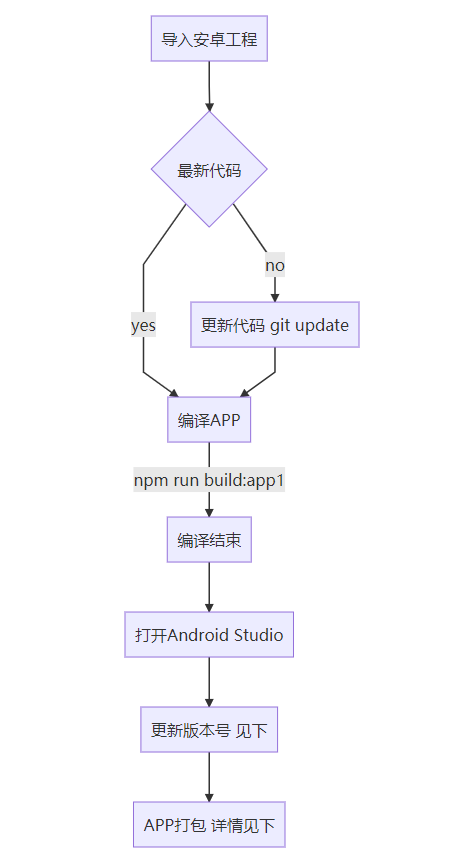 导入安卓工程
最新代码
no
yes
更新代码 git update
编译APP
npm run build:app1
编译结束
打开Android Studio
更新版本号 见下
APP打包 详情见下